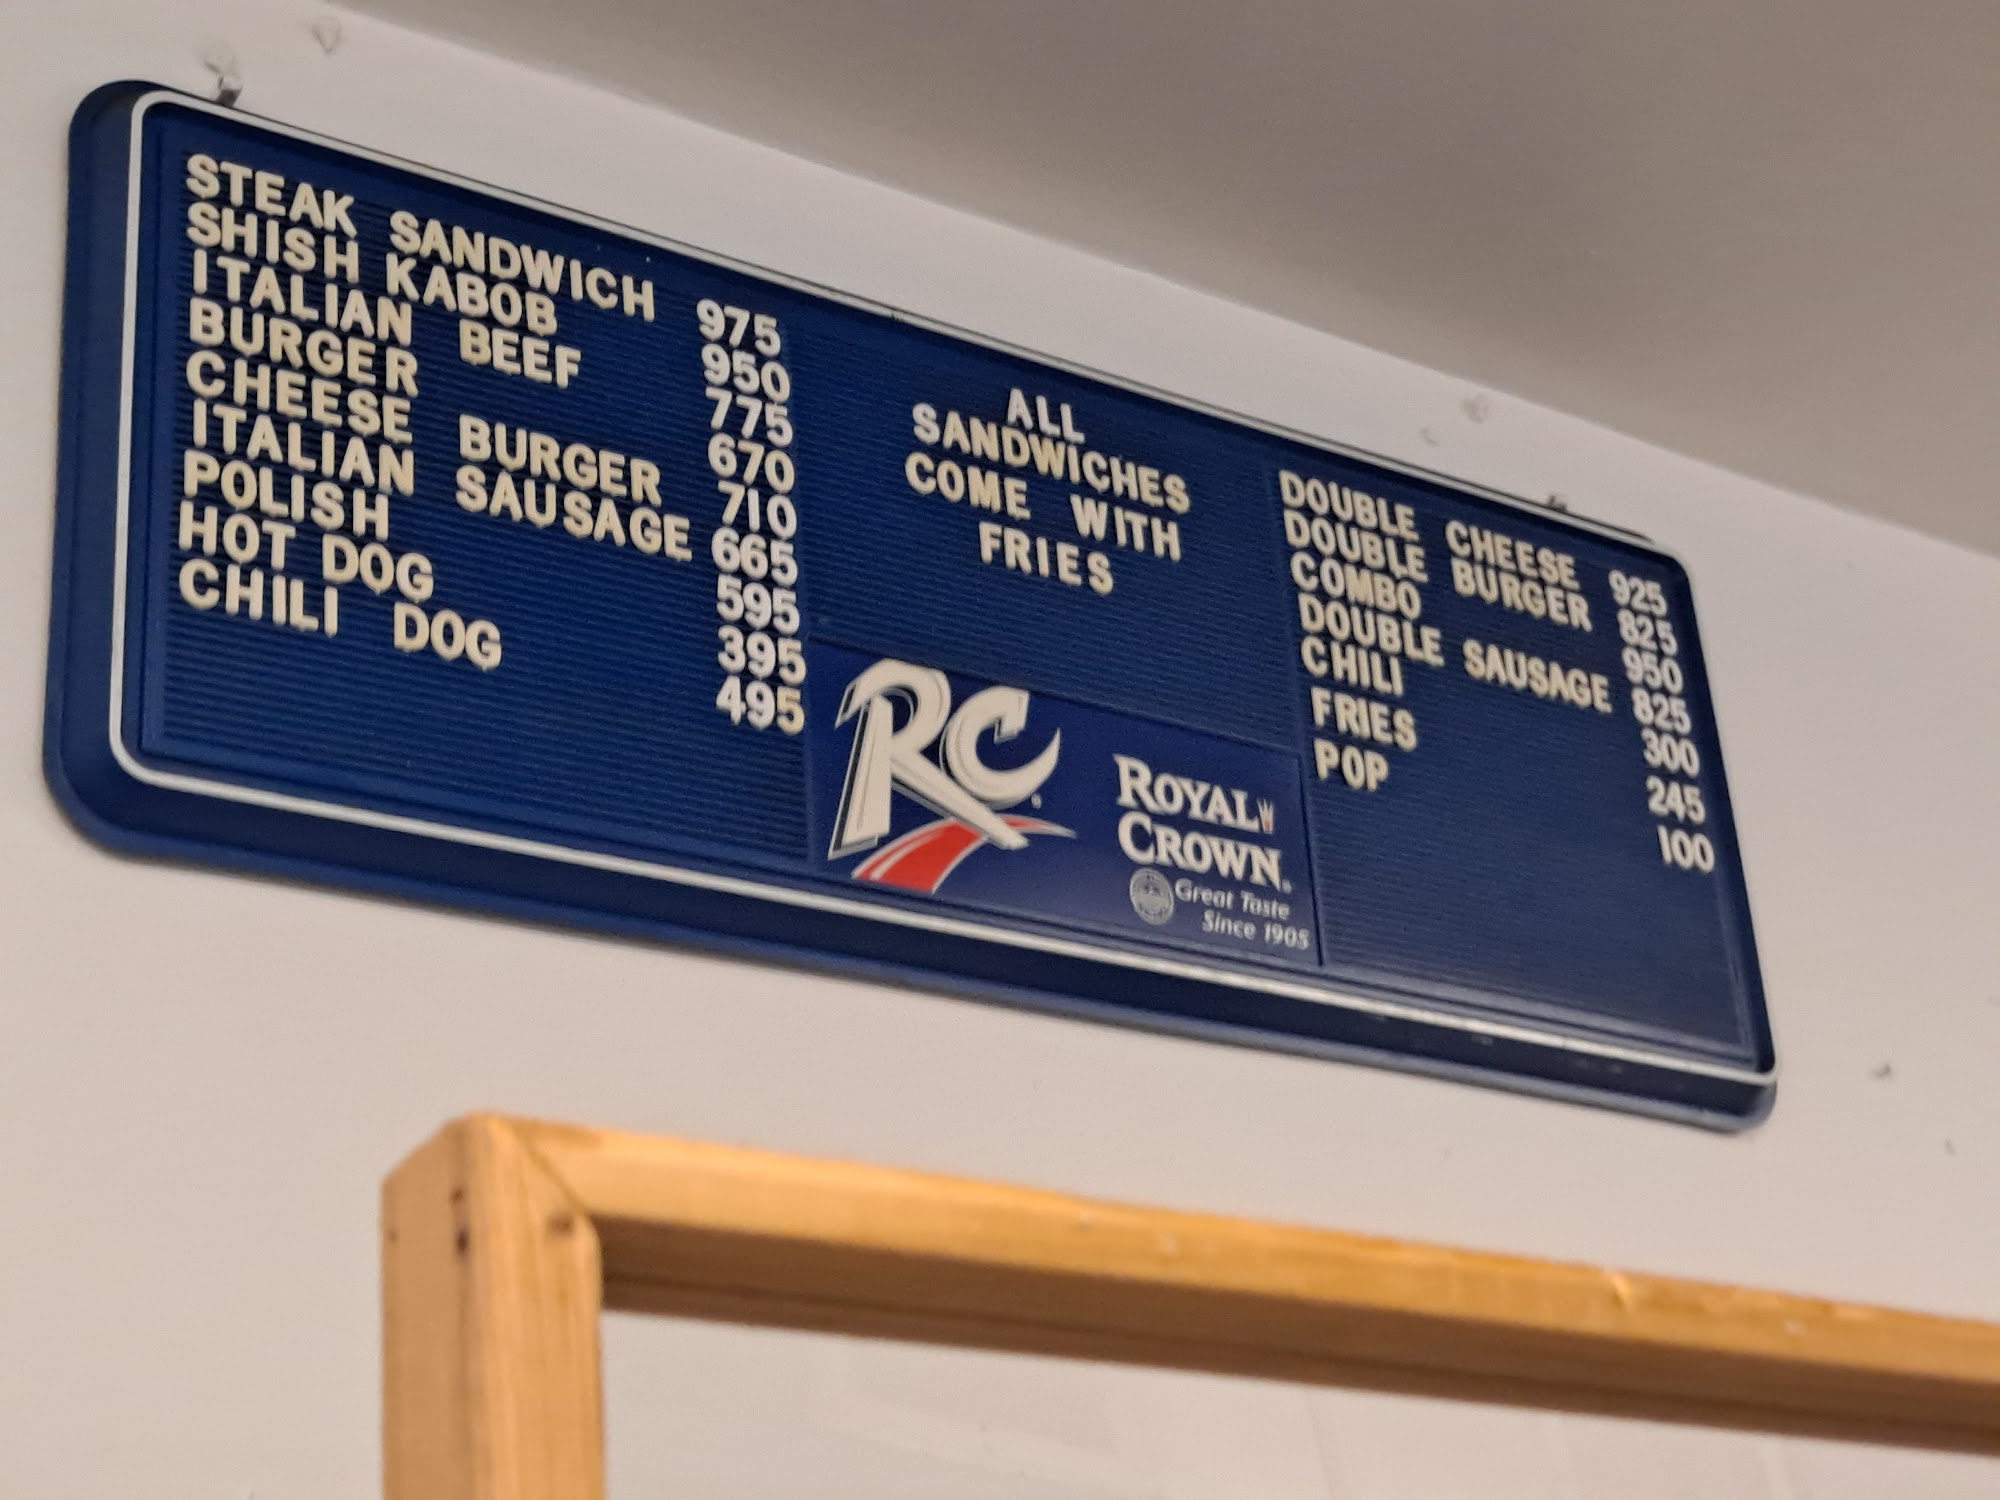 STEAK SANDWICH 975
SHISH KABOB 950
ITALIAN BEEF 775
BURGER 670
CHEESE BURGER 710
ITALIAN SAUSAGE 665
POLISH 595
HOT DOG 395
CHILI DOG 495
ALL
SANDWICHES
COME WITH
FRIES
RC
ROYAL
CROWN
Great Taste
Since 1905
DOUBLE CHEESE 925
DOUBLE BURGER 825
COMBO 950
DOUBLE SAUSAGE 825
CHILI 300
FRIES 245
POP 100